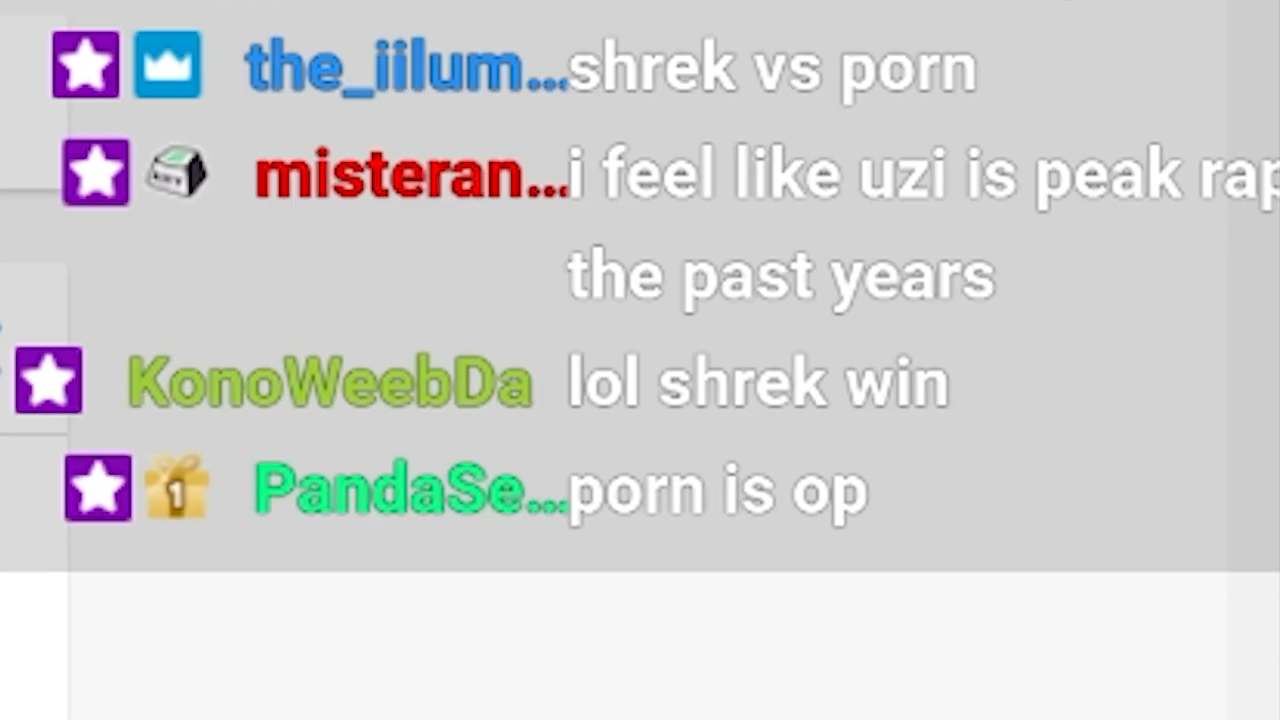 the_iilum... shrek vs porn
misteran... i feel like uzi is peak rap
the past years
KonoWeebDa lol shrek win
PandaSe... porn is op